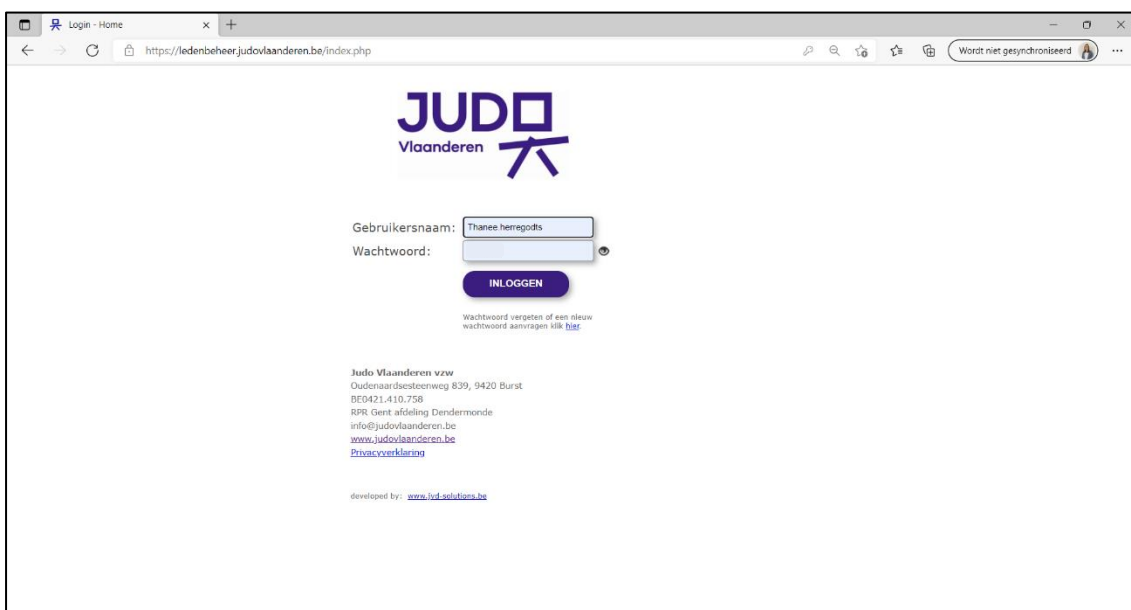 Login - Home
https://ledenbeheer.judovlaanderen.be/index.php
Wordt niet gesynchroniseerd
JUDO
Vlaanderen
Gebruikersnaam: Thanee.herregodts
Wachtwoord:
INLOGGEN
Wachtwoord vergeten of een nieuw
wachtwoord aanvragen klik hier.
Judo Vlaanderen vzw
Oudenaardsesteenweg 839, 9420 Burst
BE0421.410.758
RPR Gent afdeling Dendermonde
info@judovlaanderen.be
www.judovlaanderen.be
Privacyverklaring
developed by: www.jvd-solutions.be